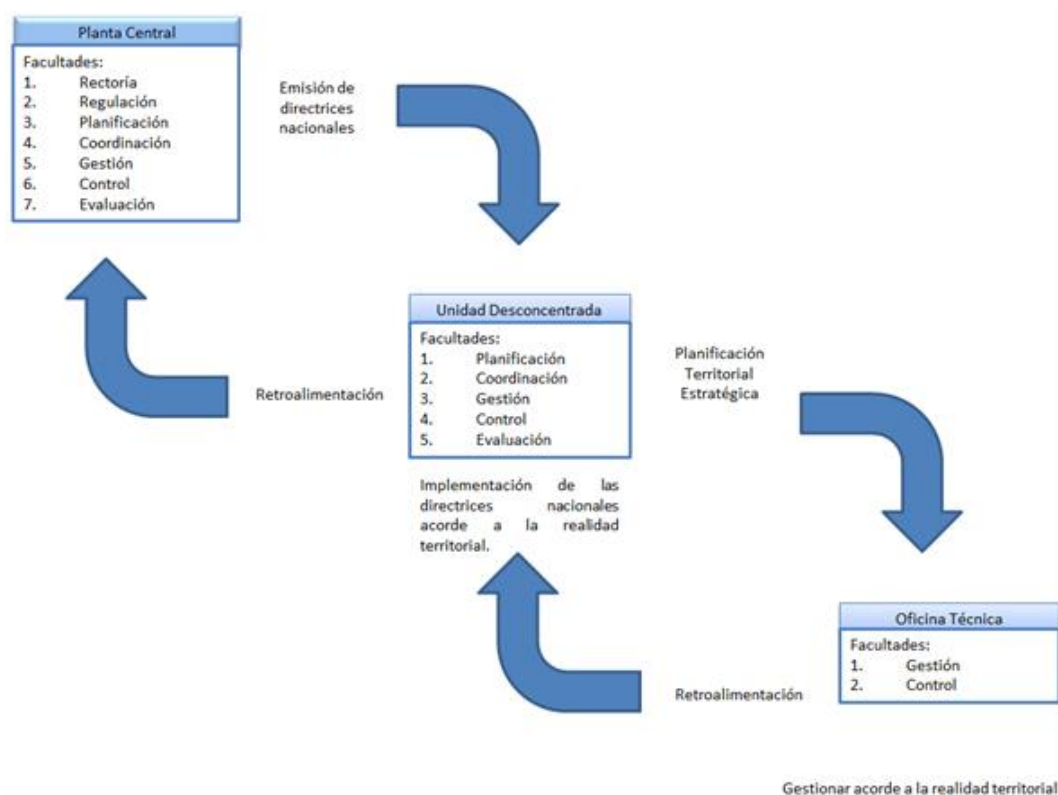 Planta Central
Facultades:
1. Rectoría
2. Regulación
3. Planificación
4. Coordinación
5. Gestión
6. Control
7. Evaluación
Emisión de
directrices
nacionales
Unidad Desconcentrada
Facultades:
1. Planificación
2. Coordinación
3. Gestión
4. Control
5. Evaluación
Retroalimentación
Planificación
Territorial
Estratégica
Implementación de las
directrices nacionales
acorde a la realidad
territorial.
Oficina Técnica
Facultades:
1. Gestión
2. Control
Retroalimentación
Gestionar acorde a la realidad territorial